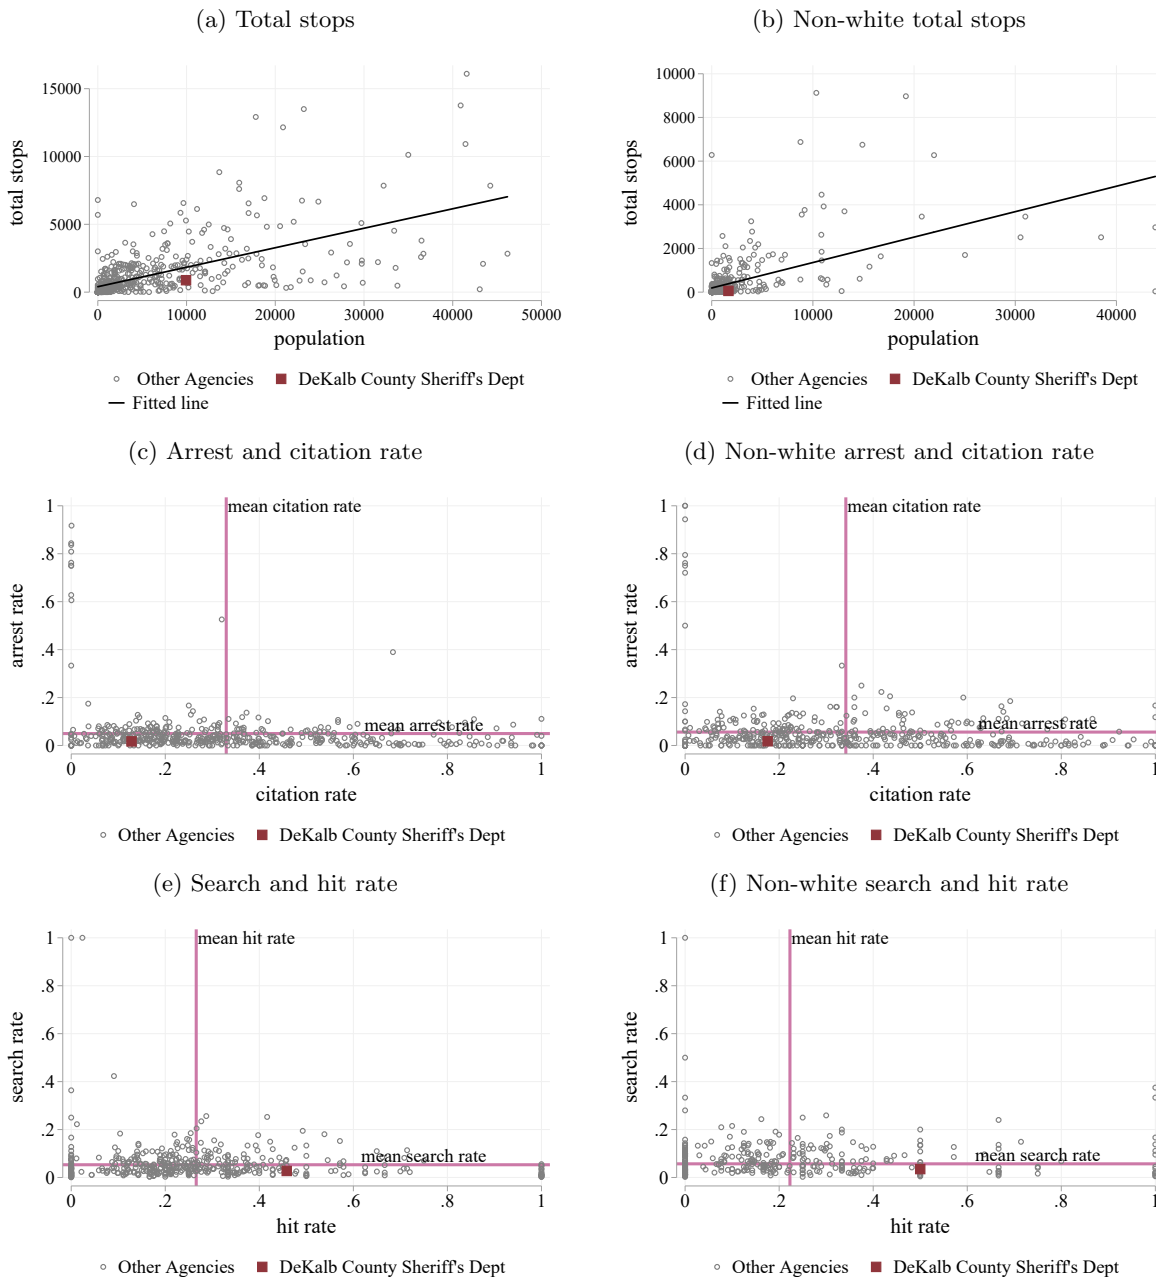 (a) Total stops
total stops
15000
10000
5000
0
0 10000 20000 30000 40000 50000
population
Other Agencies DeKalb County Sheriff's Dept
Fitted line
(b) Non-white total stops
total stops
10000
8000
6000
4000
2000
0
0 10000 20000 30000 40000
population
Other Agencies DeKalb County Sheriff's Dept
Fitted line
(c) Arrest and citation rate
mean citation rate
arrest rate
1
.8
.6
.4
.2
0
mean arrest rate
0 .2 .4 .6 .8 1
citation rate
Other Agencies DeKalb County Sheriff's Dept
(d) Non-white arrest and citation rate
mean citation rate
arrest rate
1
.8
.6
.4
.2
0
mean arrest rate
0 .2 .4 .6 .8 1
citation rate
Other Agencies DeKalb County Sheriff's Dept
(e) Search and hit rate
mean hit rate
search rate
1
.8
.6
.4
.2
0
mean search rate
0 .2 .4 .6 .8 1
hit rate
Other Agencies DeKalb County Sheriff's Dept
(f) Non-white search and hit rate
mean hit rate
search rate
1
.8
.6
.4
.2
0
mean search rate
0 .2 .4 .6 .8 1
hit rate
Other Agencies DeKalb County Sheriff's Dept